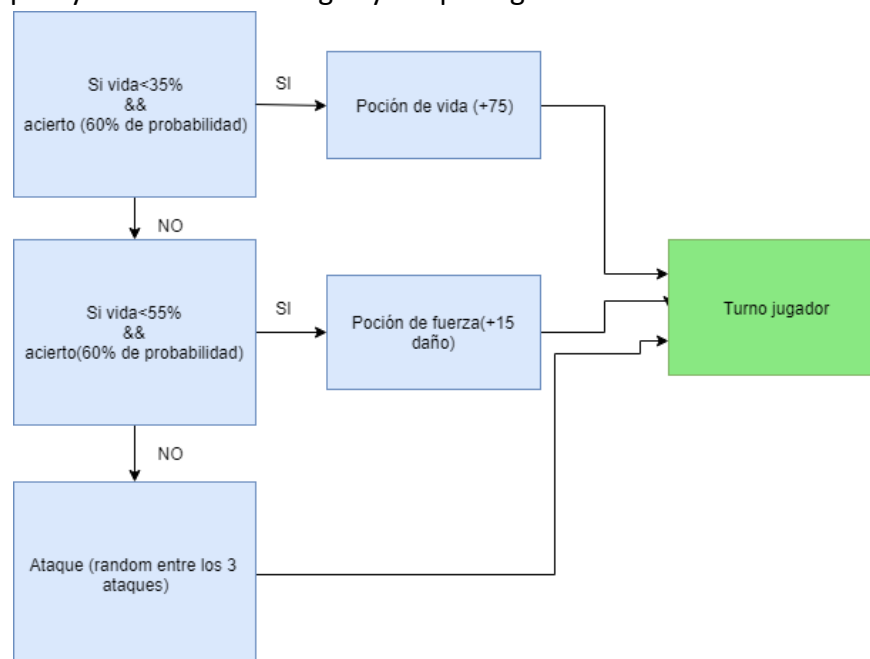 Si vida<35%
&&
acierto (60% de probabilidad)
SI
Poción de vida (+75)
NO
Si vida<55%
&&
acierto(60% de probabilidad)
SI
Poción de fuerza(+15
daño)
Turno jugador
NO
Ataque (random entre los 3
ataques)